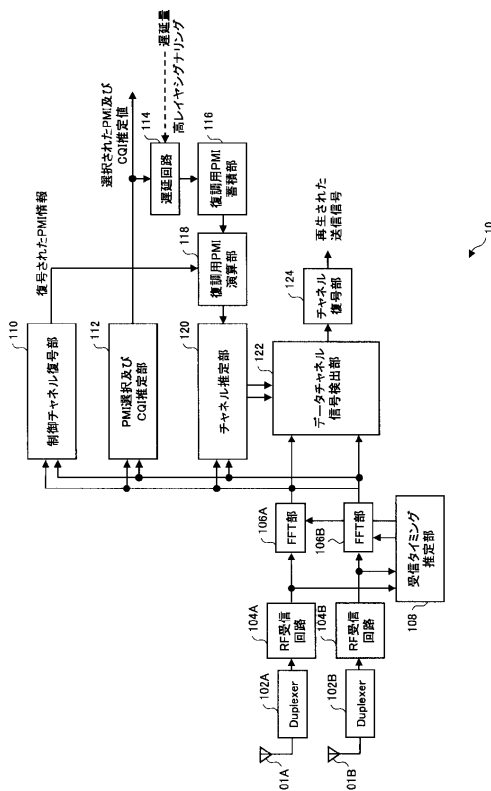 01A
01B
102A
Duplexer
102B
Duplexer
104A
RF受信
回路
104B
RF受信
回路
106A
FFT部
106B
FFT部
108
受信タイミング
推定部
110
制御チャネル復号部
112
PMI選択及び
CQI推定部
120
チャネル推定部
122
データチャネル
信号検出部
復号されたPMI情報
選択されたPMI及び
CQI推定値
114
遅延回路
遅延量
高レイヤシグナリング
116
復調用PMI
蓄積部
118
復調用PMI
演算部
124
チャネル
復号部
再生された
送信信号
10